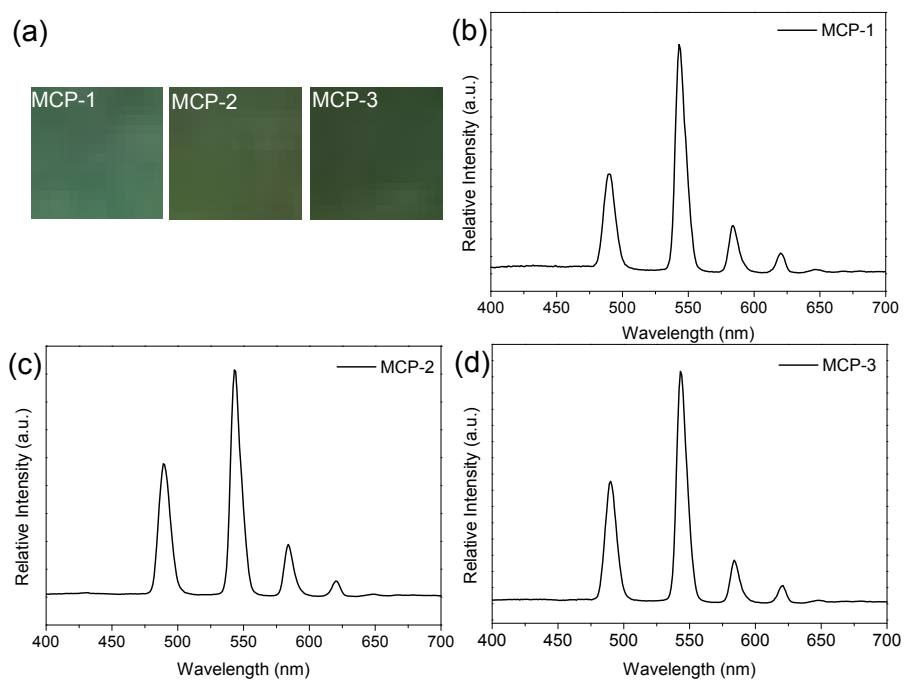 (a)
MCP-1
MCP-2
MCP-3
(b)
MCP-1
Relative Intensity (a.u.)
400 450 500 550 600 650 700
Wavelength (nm)
(c)
MCP-2
Relative Intensity (a.u.)
400 450 500 550 600 650 700
Wavelength (nm)
(d)
MCP-3
Relative Intensity (a.u.)
400 450 500 550 600 650 700
Wavelength (nm)